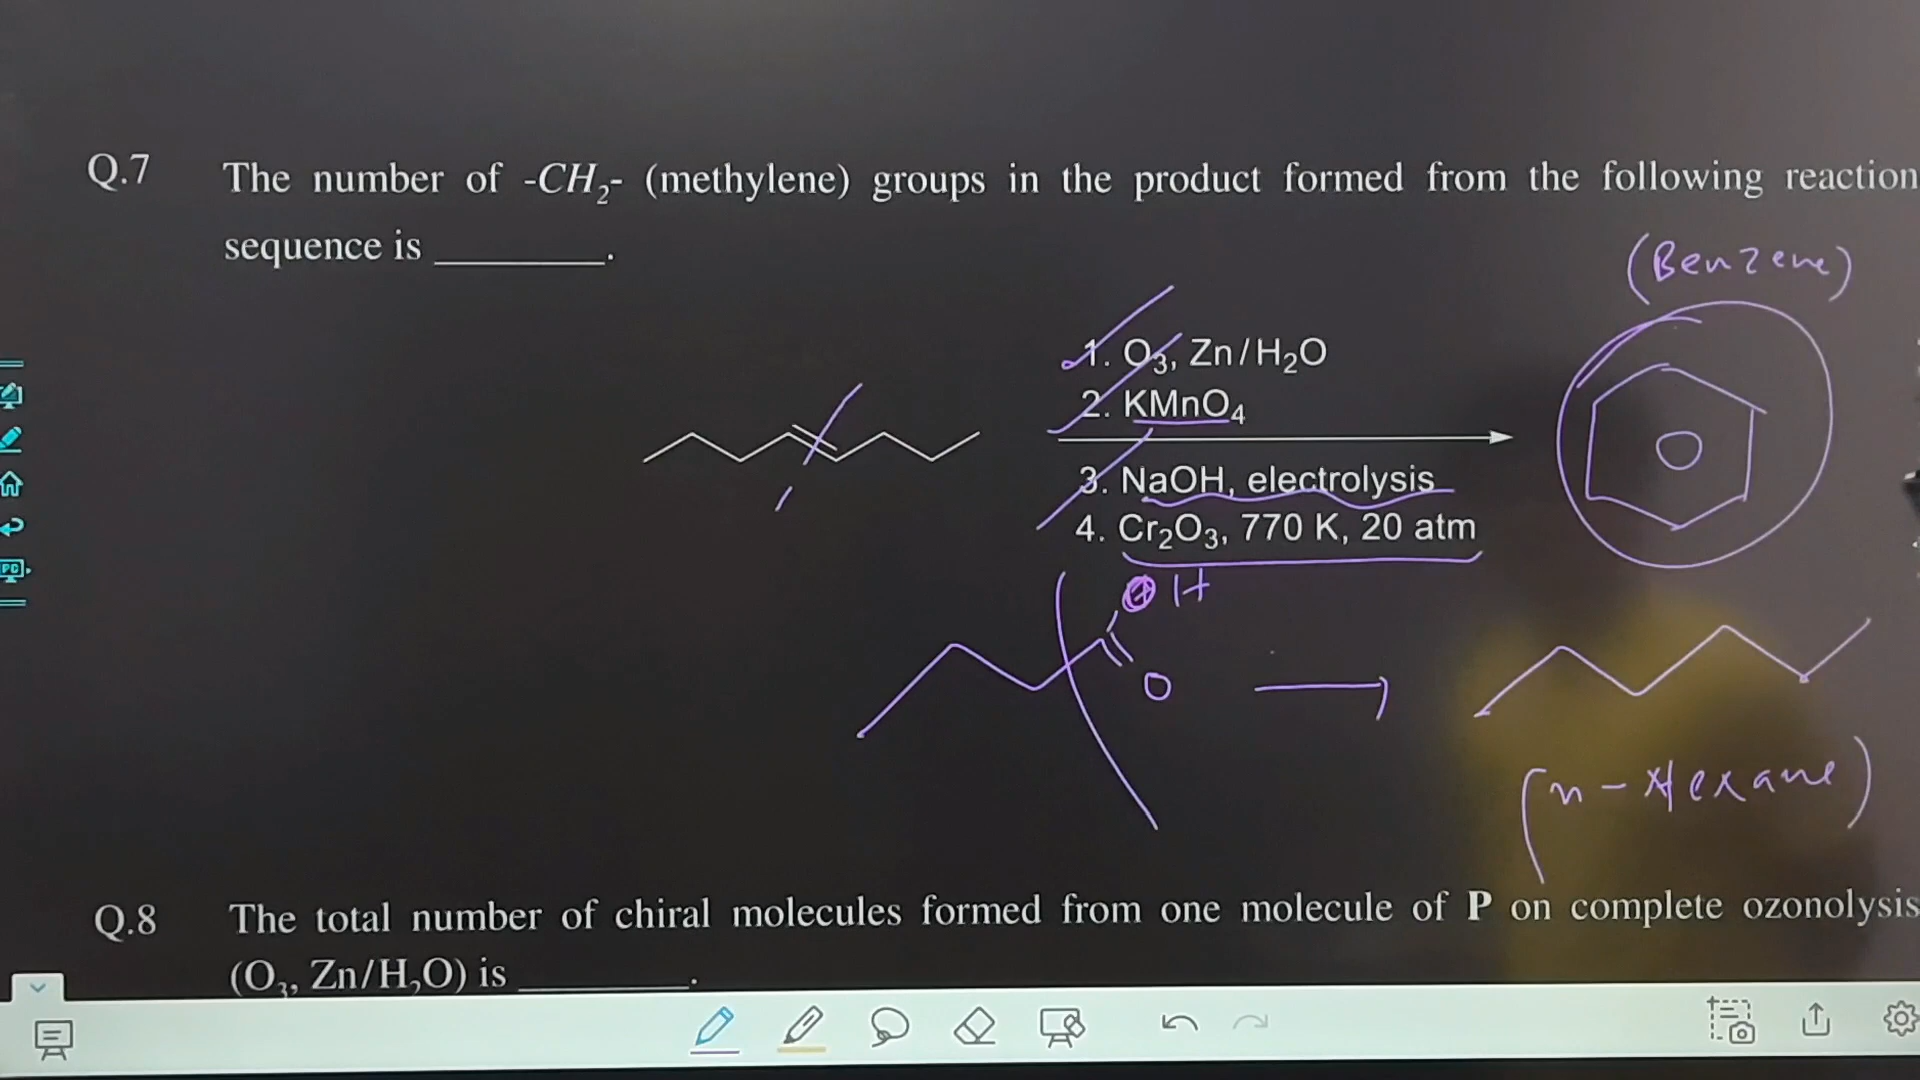 Q.7 The number of -CH2- (methylene) groups in the product formed from the following reaction
sequence is ________.
(Benzene)
1. O3, Zn/H2O
2. KMnO4
3. NaOH, electrolysis
4. Cr2O3, 770 K, 20 atm
OH
O
(n-Hexane)
Q.8 The total number of chiral molecules formed from one molecule of P on complete ozonolysis
(O3, Zn/H2O) is ________.
PC